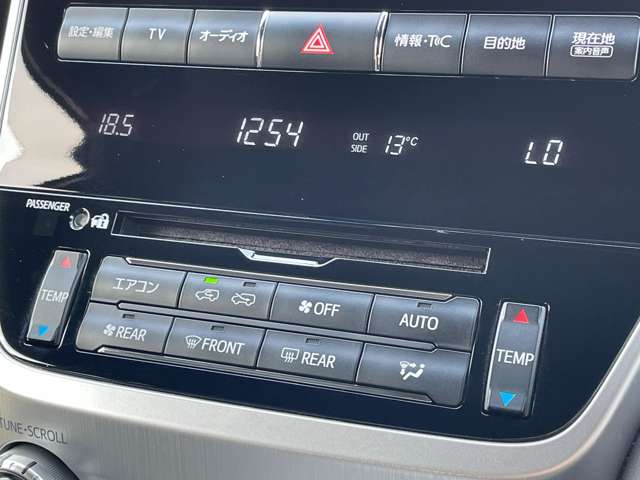 設定・編集 TV オーディオ 情報・T◎C 目的地 現在地
案内音声
18.5 12:54 OUT SIDE 13°C LO
PASSENGER
TEMP エアコン OFF AUTO TEMP
REAR FRONT REAR
TUNE・SCROLL